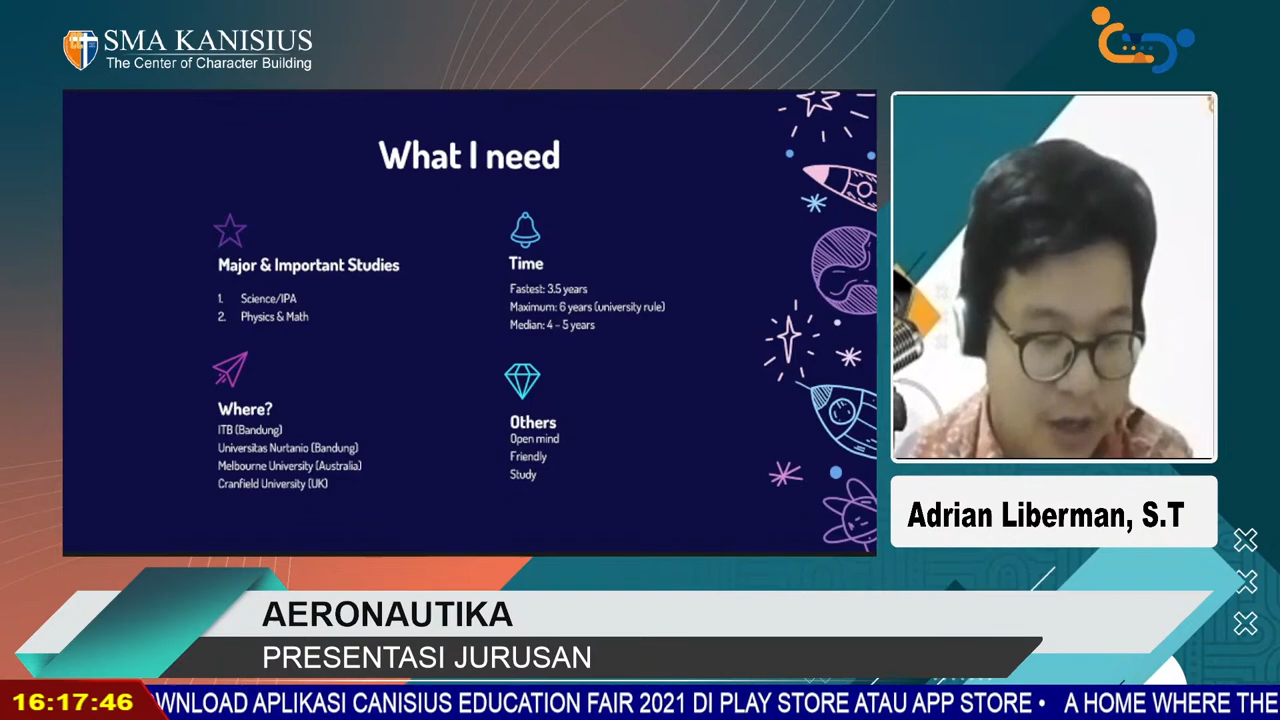 SMA KANISIUS
The Center of Character Building
What I need
Major & Important Studies
1. Science/IPA
2. Physics & Math
Time
Fastest: 3.5 years
Maximum: 6 years (university rule)
Median: 4 – 5 years
Where?
ITB (Bandung)
Universitas Nurtanio (Bandung)
Melbourne University (Australia)
Cranfield University (UK)
Others
Open mind
Friendly
Study
Adrian Liberman, S.T
AERONAUTIKA
PRESENTASI JURUSAN
16:17:46
WNLOAD APLIKASI CANISIUS EDUCATION FAIR 2021 DI PLAY STORE ATAU APP STORE • A HOME WHERE THE